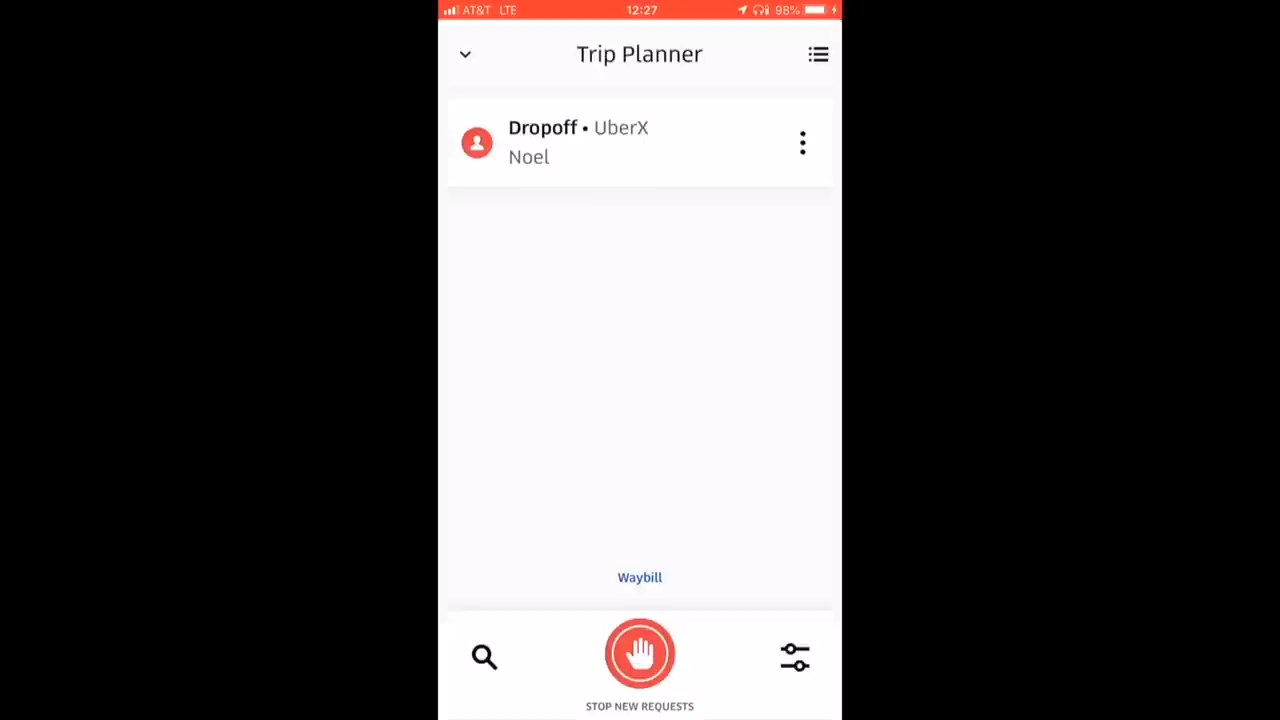 AT&T LTE 12:27 98%
Trip Planner
Dropoff • UberX
Noel
Waybill
STOP NEW REQUESTS